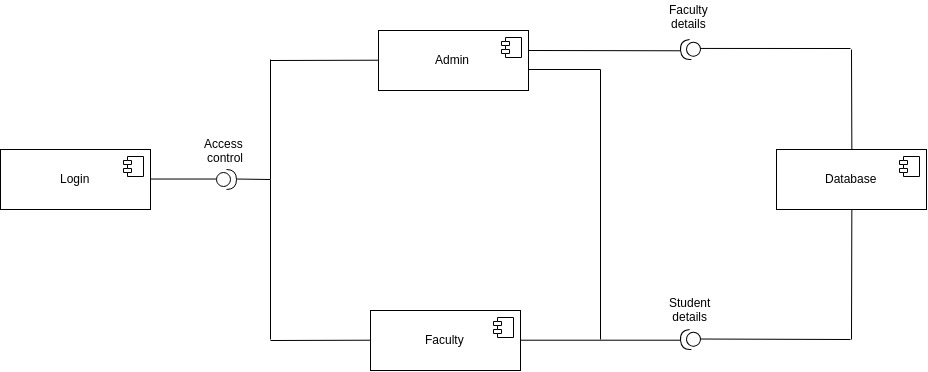 Faculty
details
Admin
Access
control
Login
Database
Student
details
Faculty